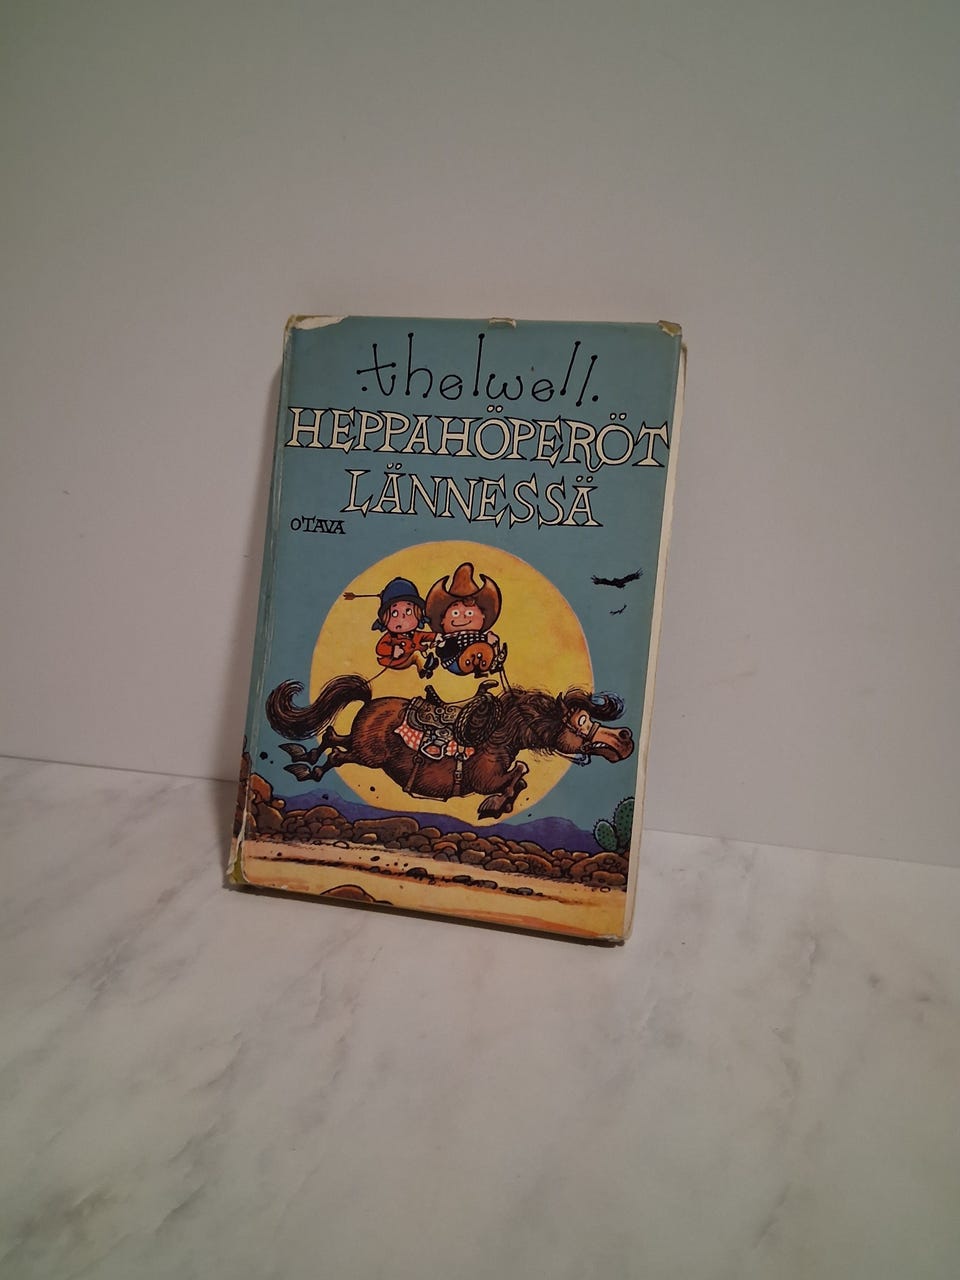 thelwell.
HEPPAHÖPERÖT
LÄNNESSÄ
OTAVA